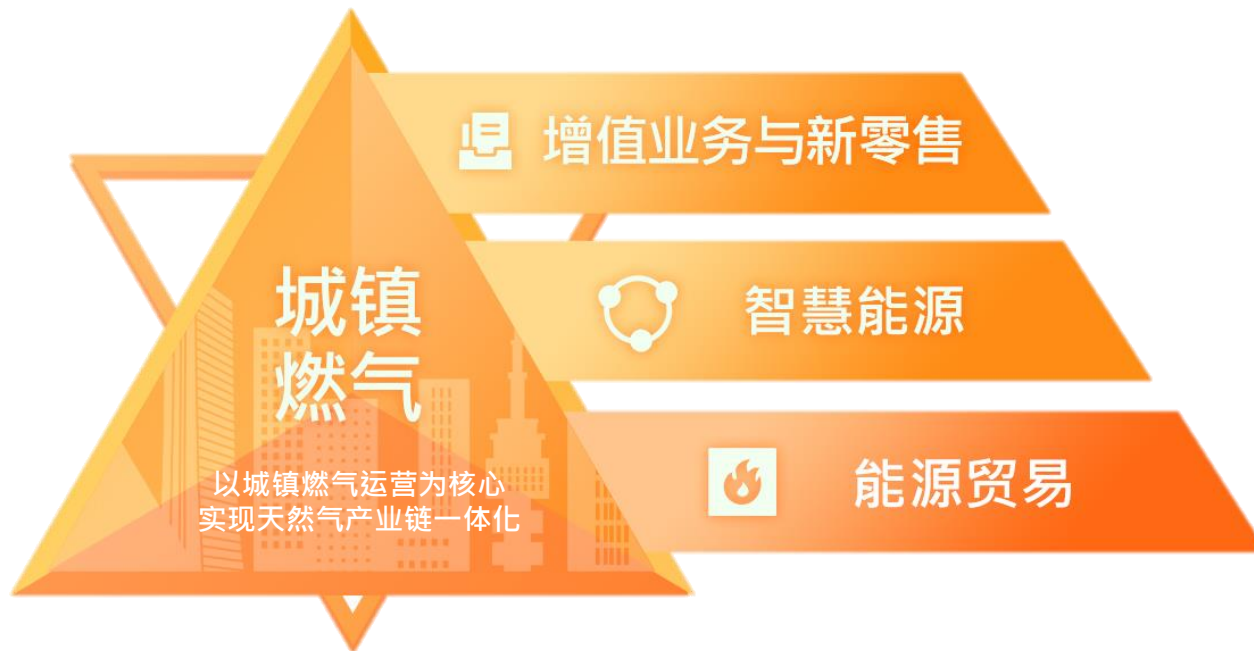 增值业务与新零售
智慧能源
能源贸易
城镇
燃气
以城镇燃气运营为核心
实现天然气产业链一体化